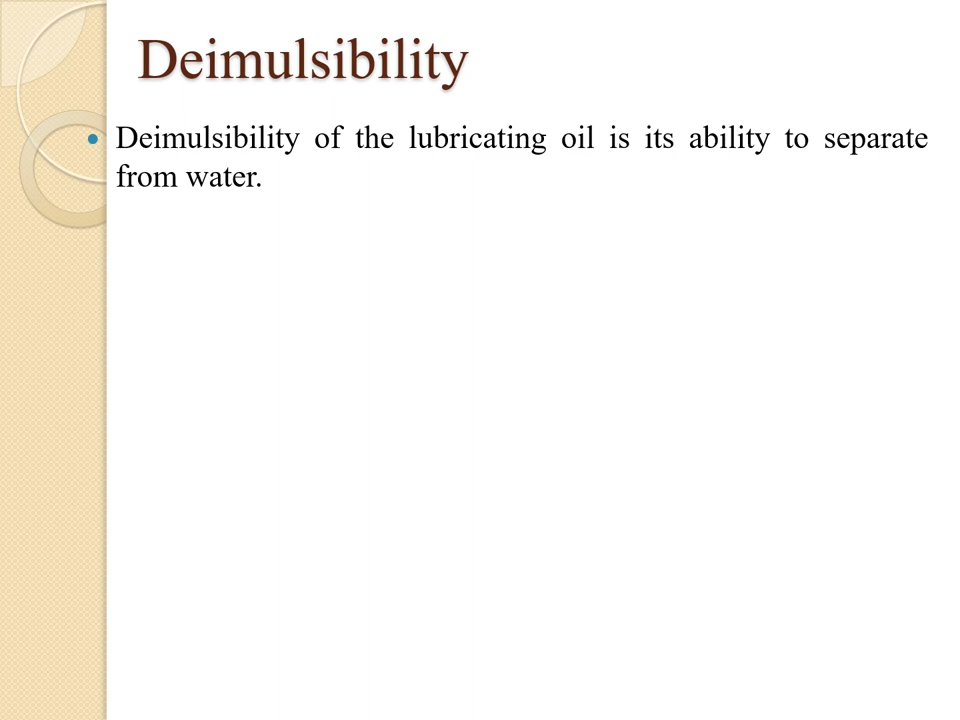 Deimulsibility
Deimulsibility of the lubricating oil is its ability to separate
from water.